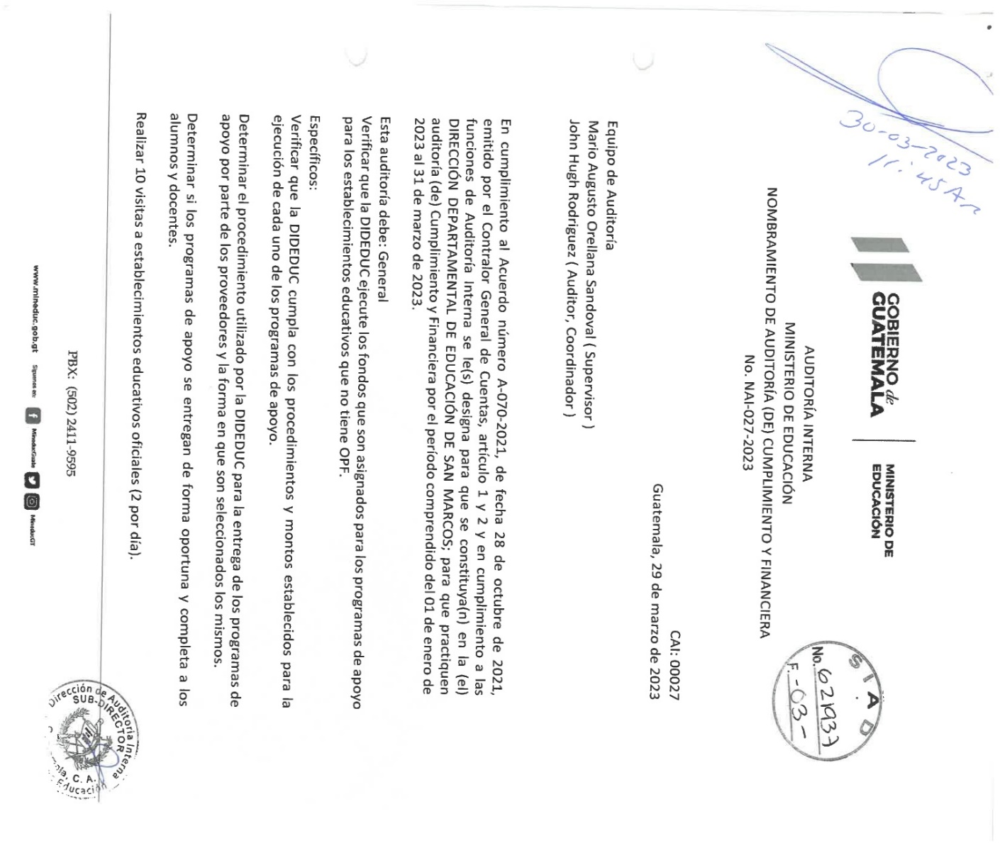 30-03-2023
11:45A
GOBIERNO de
GUATEMALA
MINISTERIO DE
EDUCACIÓN
AUDITORÍA INTERNA
MINISTERIO DE EDUCACIÓN
NOMBRAMIENTO DE AUDITORÍA (DE) CUMPLIMIENTO Y FINANCIERA
No. NAI-027-2023
SIAD
No. 621937
F. -03-
CAI: 00027
Guatemala, 29 de marzo de 2023
Equipo de Auditoría
Mario Augusto Orellana Sandoval ( Supervisor )
John Hugh Rodriguez ( Auditor, Coordinador )
En cumplimiento al Acuerdo número A-070-2021, de fecha 28 de octubre de 2021,
emitido por el Contralor General de Cuentas, artículo 1 y 2 y en cumplimiento a las
funciones de Auditoría Interna se le(s) designa para que se constituya(n) en la (el)
DIRECCIÓN DEPARTAMENTAL DE EDUCACIÓN DE SAN MARCOS; para que practiquen
auditoría (de) Cumplimiento y Financiera por el período comprendido del 01 de enero de
2023 al 31 de marzo de 2023.
Esta auditoría debe: General
Verificar que la DIDEDUC ejecute los fondos que son asignados para los programas de apoyo
para los establecimientos educativos que no tiene OPF.
Específicos:
Verificar que la DIDEDUC cumpla con los procedimientos y montos establecidos para la
ejecución de cada uno de los programas de apoyo.
Determinar el procedimiento utilizado por la DIDEDUC para la entrega de los programas de
apoyo por parte de los proveedores y la forma en que son seleccionados los mismos.
Determinar si los programas de apoyo se entregan de forma oportuna y completa a los
alumnos y docentes.
Realizar 10 visitas a establecimientos educativos oficiales (2 por día).
Dirección de Auditoría Interna
SUB-DIRECTOR
C. A.
Educación
PBX: (502) 2411-9595
www.mineduc.gob.gt Síguenos en: MineducGuate MineducGT